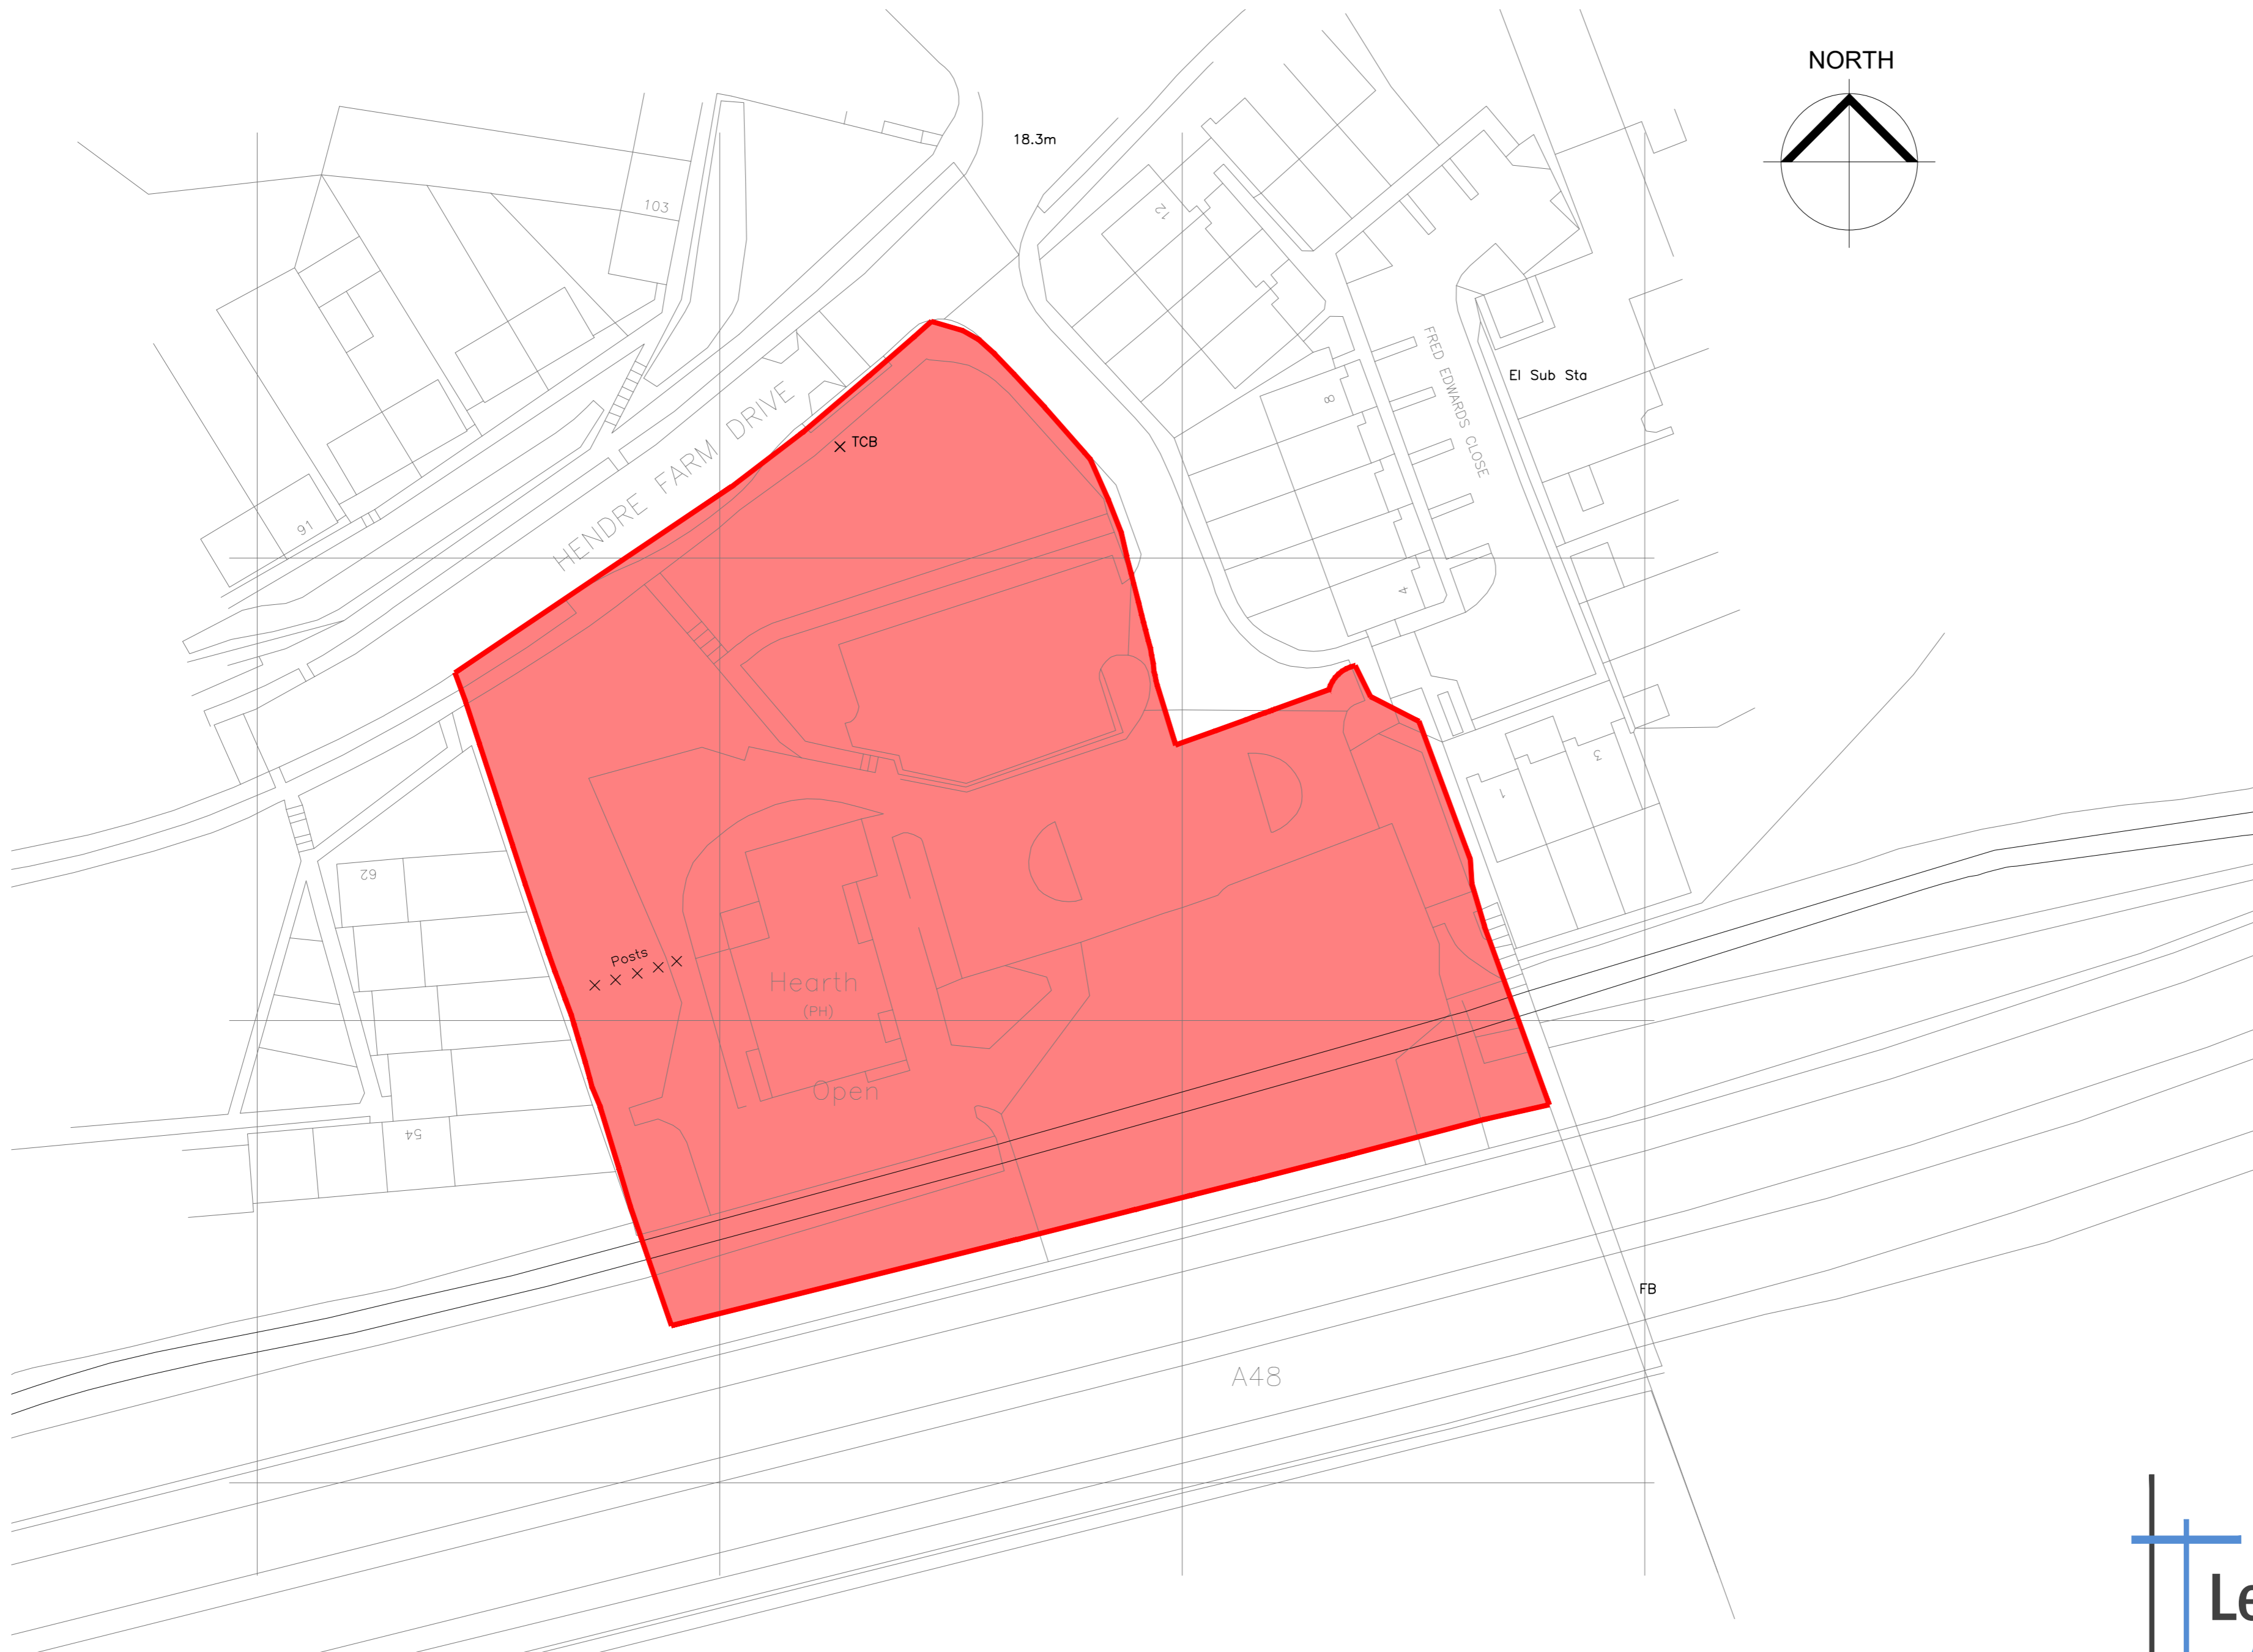 NORTH
18.3m
103
12
FRED EDWARDS CLOSE
El Sub Sta
8
HENDRE FARM DRIVE
TCB
91
4
3
1
62
Posts
Hearth
(PH)
Open
54
FB
A48
Le